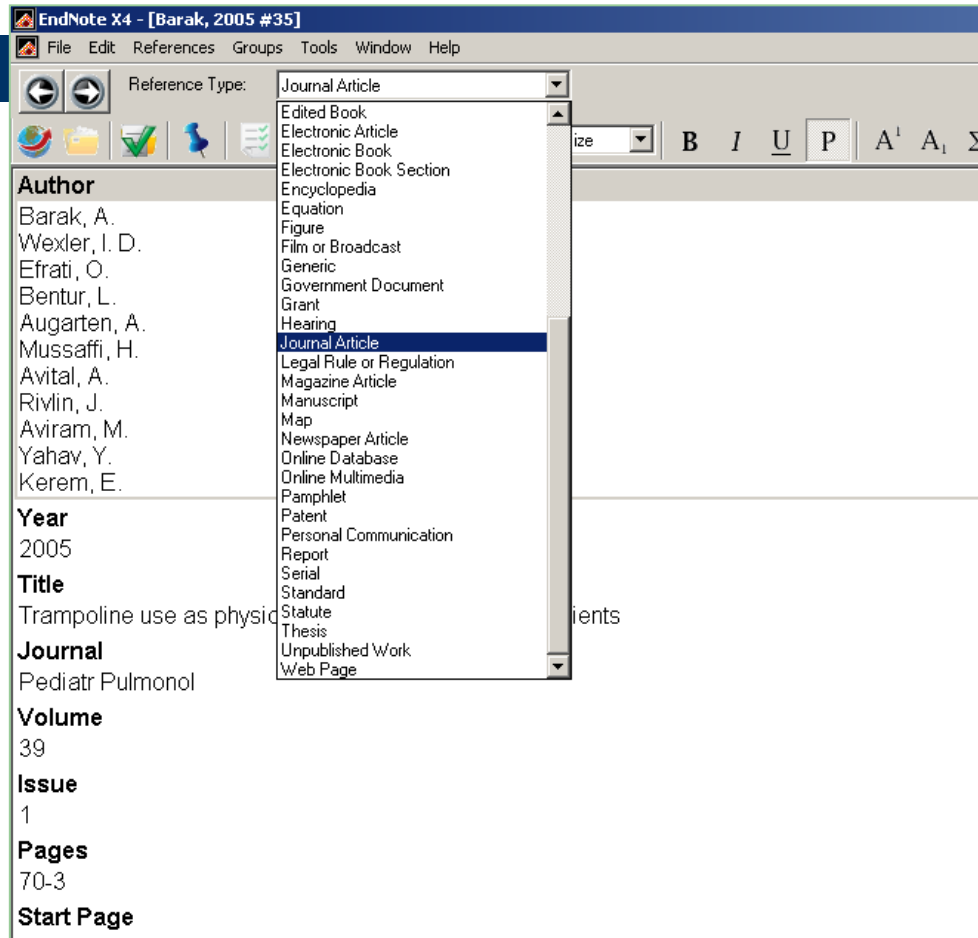 EndNote X4 - [Barak, 2005 #35]
File Edit References Groups Tools Window Help
Reference Type: Journal Article
ize B I U P A¹ A₁ Σ
Edited Book
Electronic Article
Electronic Book
Electronic Book Section
Encyclopedia
Equation
Figure
Film or Broadcast
Generic
Government Document
Grant
Hearing
Journal Article
Legal Rule or Regulation
Magazine Article
Manuscript
Map
Newspaper Article
Online Database
Online Multimedia
Pamphlet
Patent
Personal Communication
Report
Serial
Standard
Statute
Thesis
Unpublished Work
Web Page
Author
Barak, A.
Wexler, I. D.
Efrati, O.
Bentur, L.
Augarten, A.
Mussaffi, H.
Avital, A.
Rivlin, J.
Aviram, M.
Yahav, Y.
Kerem, E.
Year
2005
Title
Trampoline use as physic ients
Journal
Pediatr Pulmonol
Volume
39
Issue
1
Pages
70-3
Start Page